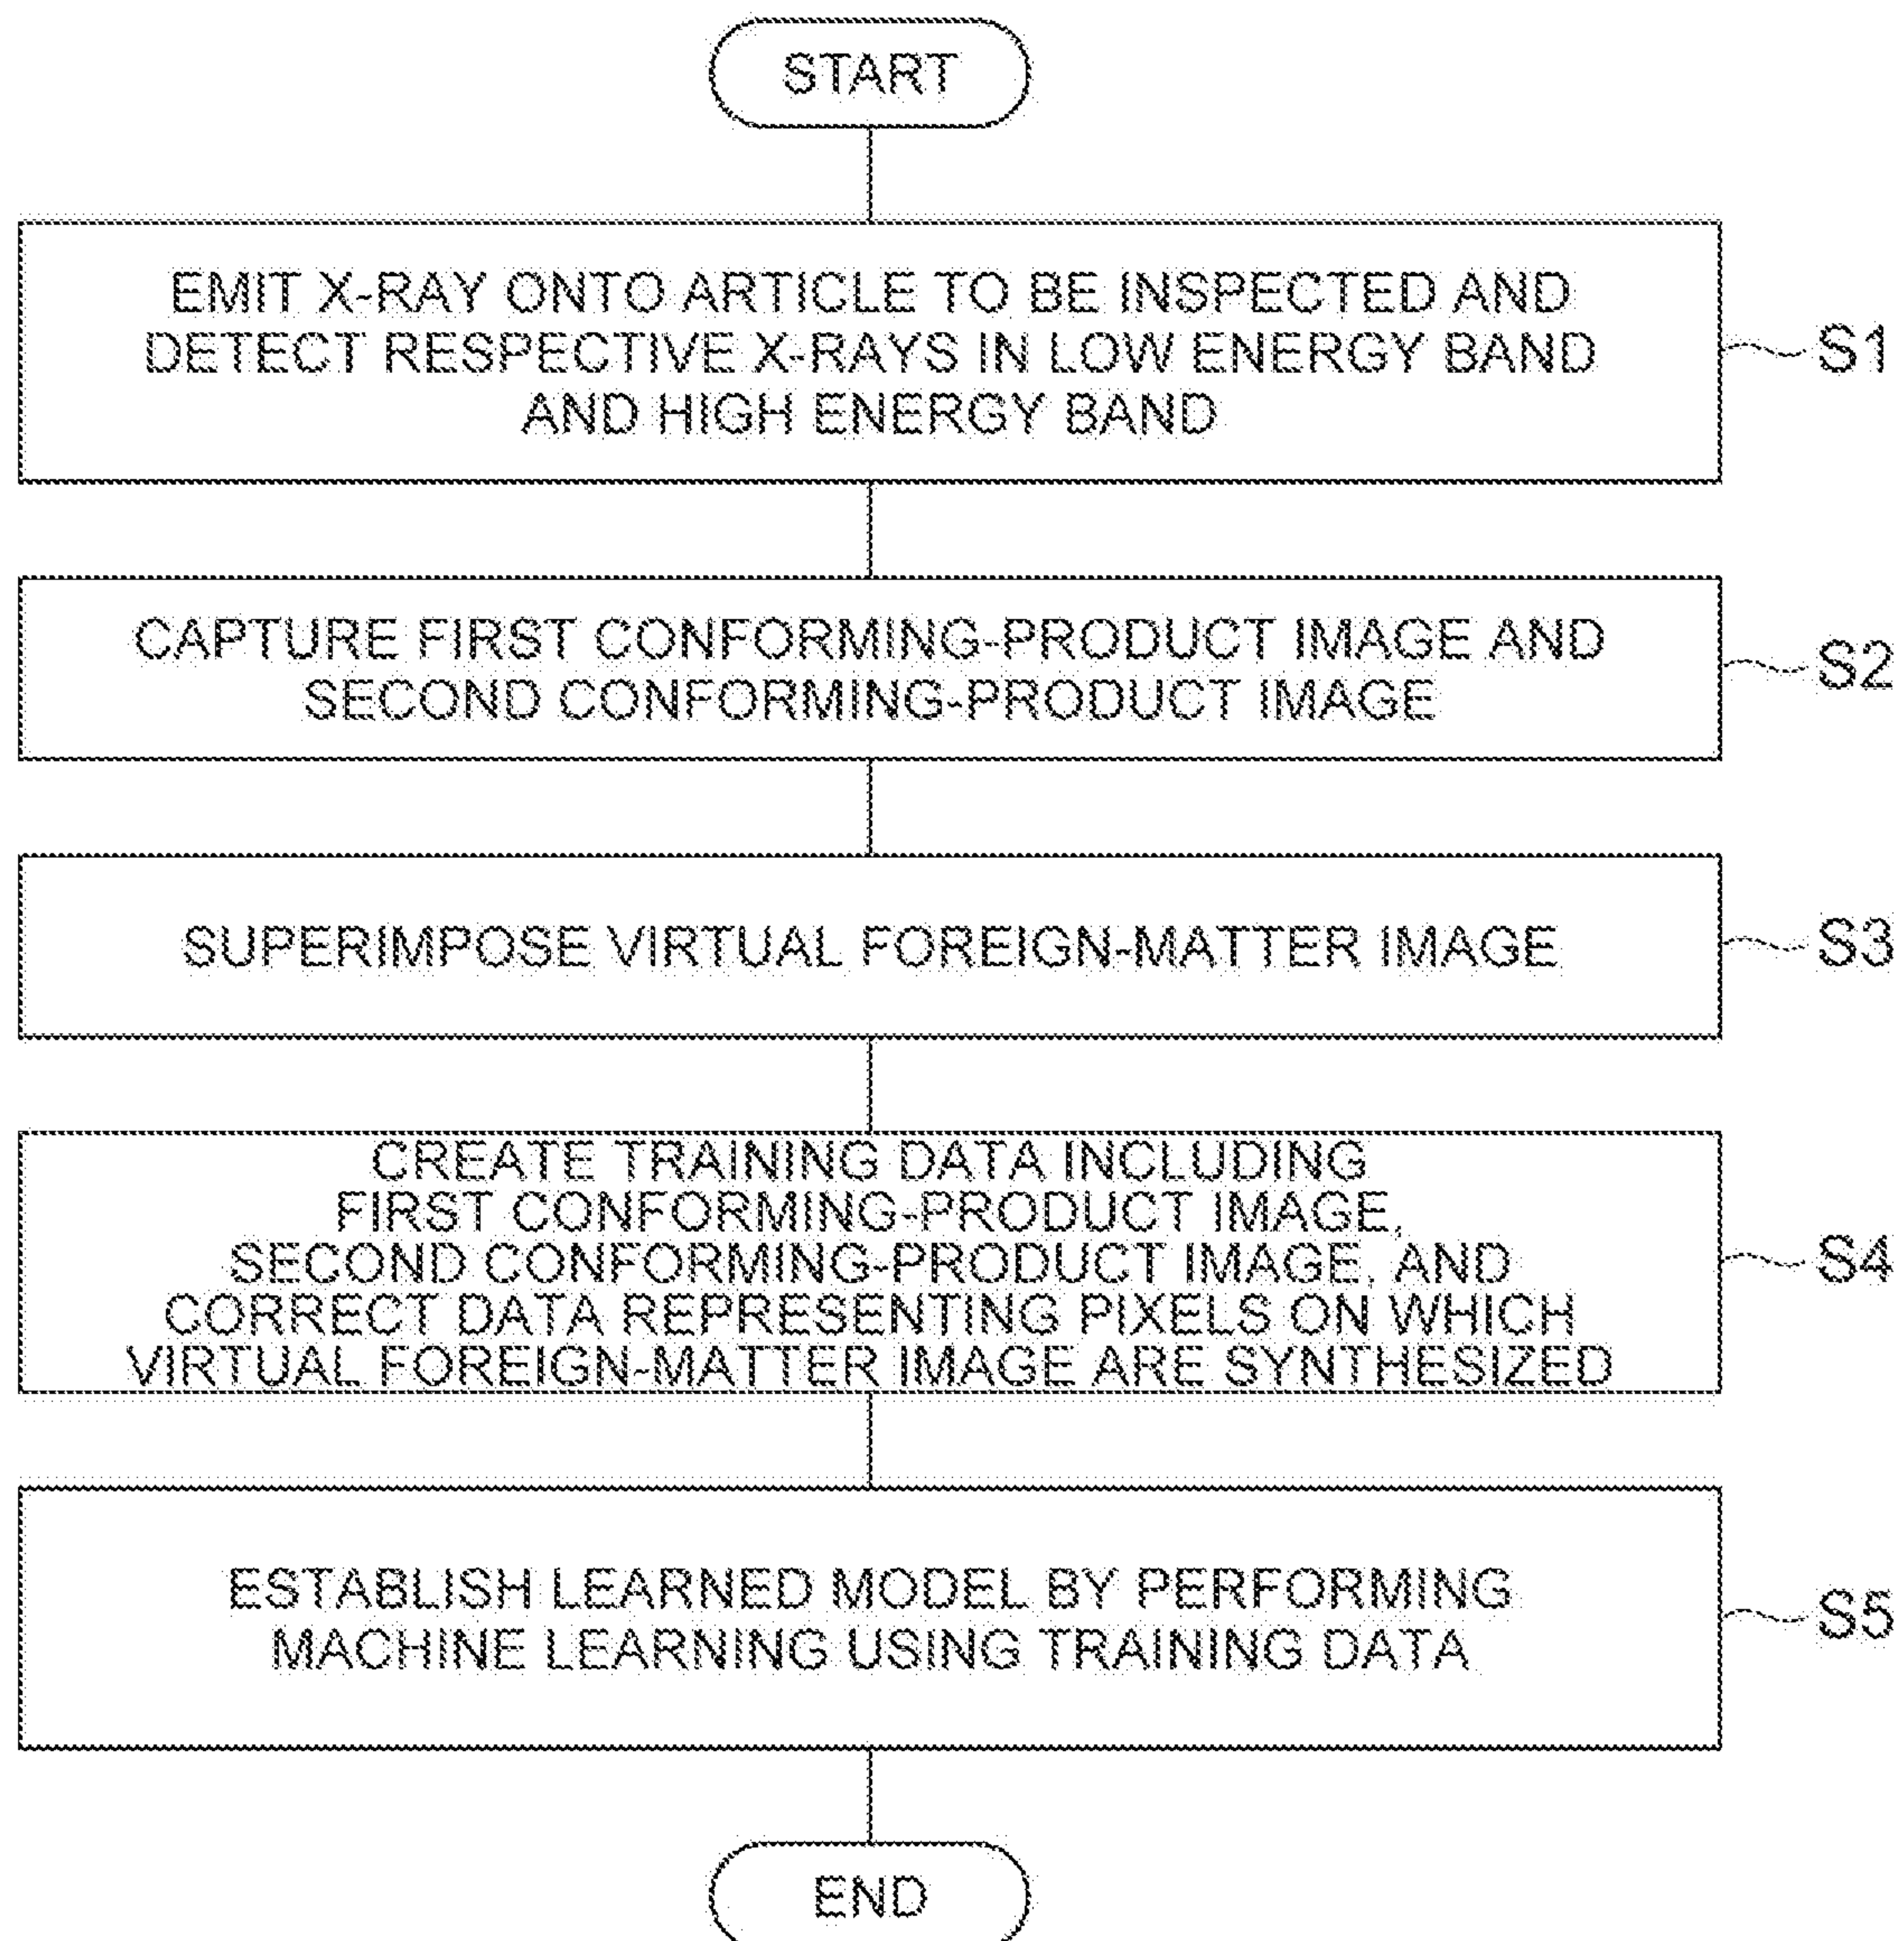 START
EMIT X-RAY ONTO ARTICLE TO BE INSPECTED AND
DETECT RESPECTIVE X-RAYS IN LOW ENERGY BAND
AND HIGH ENERGY BAND
S1
CAPTURE FIRST CONFORMING-PRODUCT IMAGE AND
SECOND CONFORMING-PRODUCT IMAGE
S2
SUPERIMPOSE VIRTUAL FOREIGN-MATTER IMAGE
S3
CREATE TRAINING DATA INCLUDING
FIRST CONFORMING-PRODUCT IMAGE,
SECOND CONFORMING-PRODUCT IMAGE, AND
CORRECT DATA REPRESENTING PIXELS ON WHICH
VIRTUAL FOREIGN-MATTER IMAGE ARE SYNTHESIZED
S4
ESTABLISH LEARNED MODEL BY PERFORMING
MACHINE LEARNING USING TRAINING DATA
S5
END